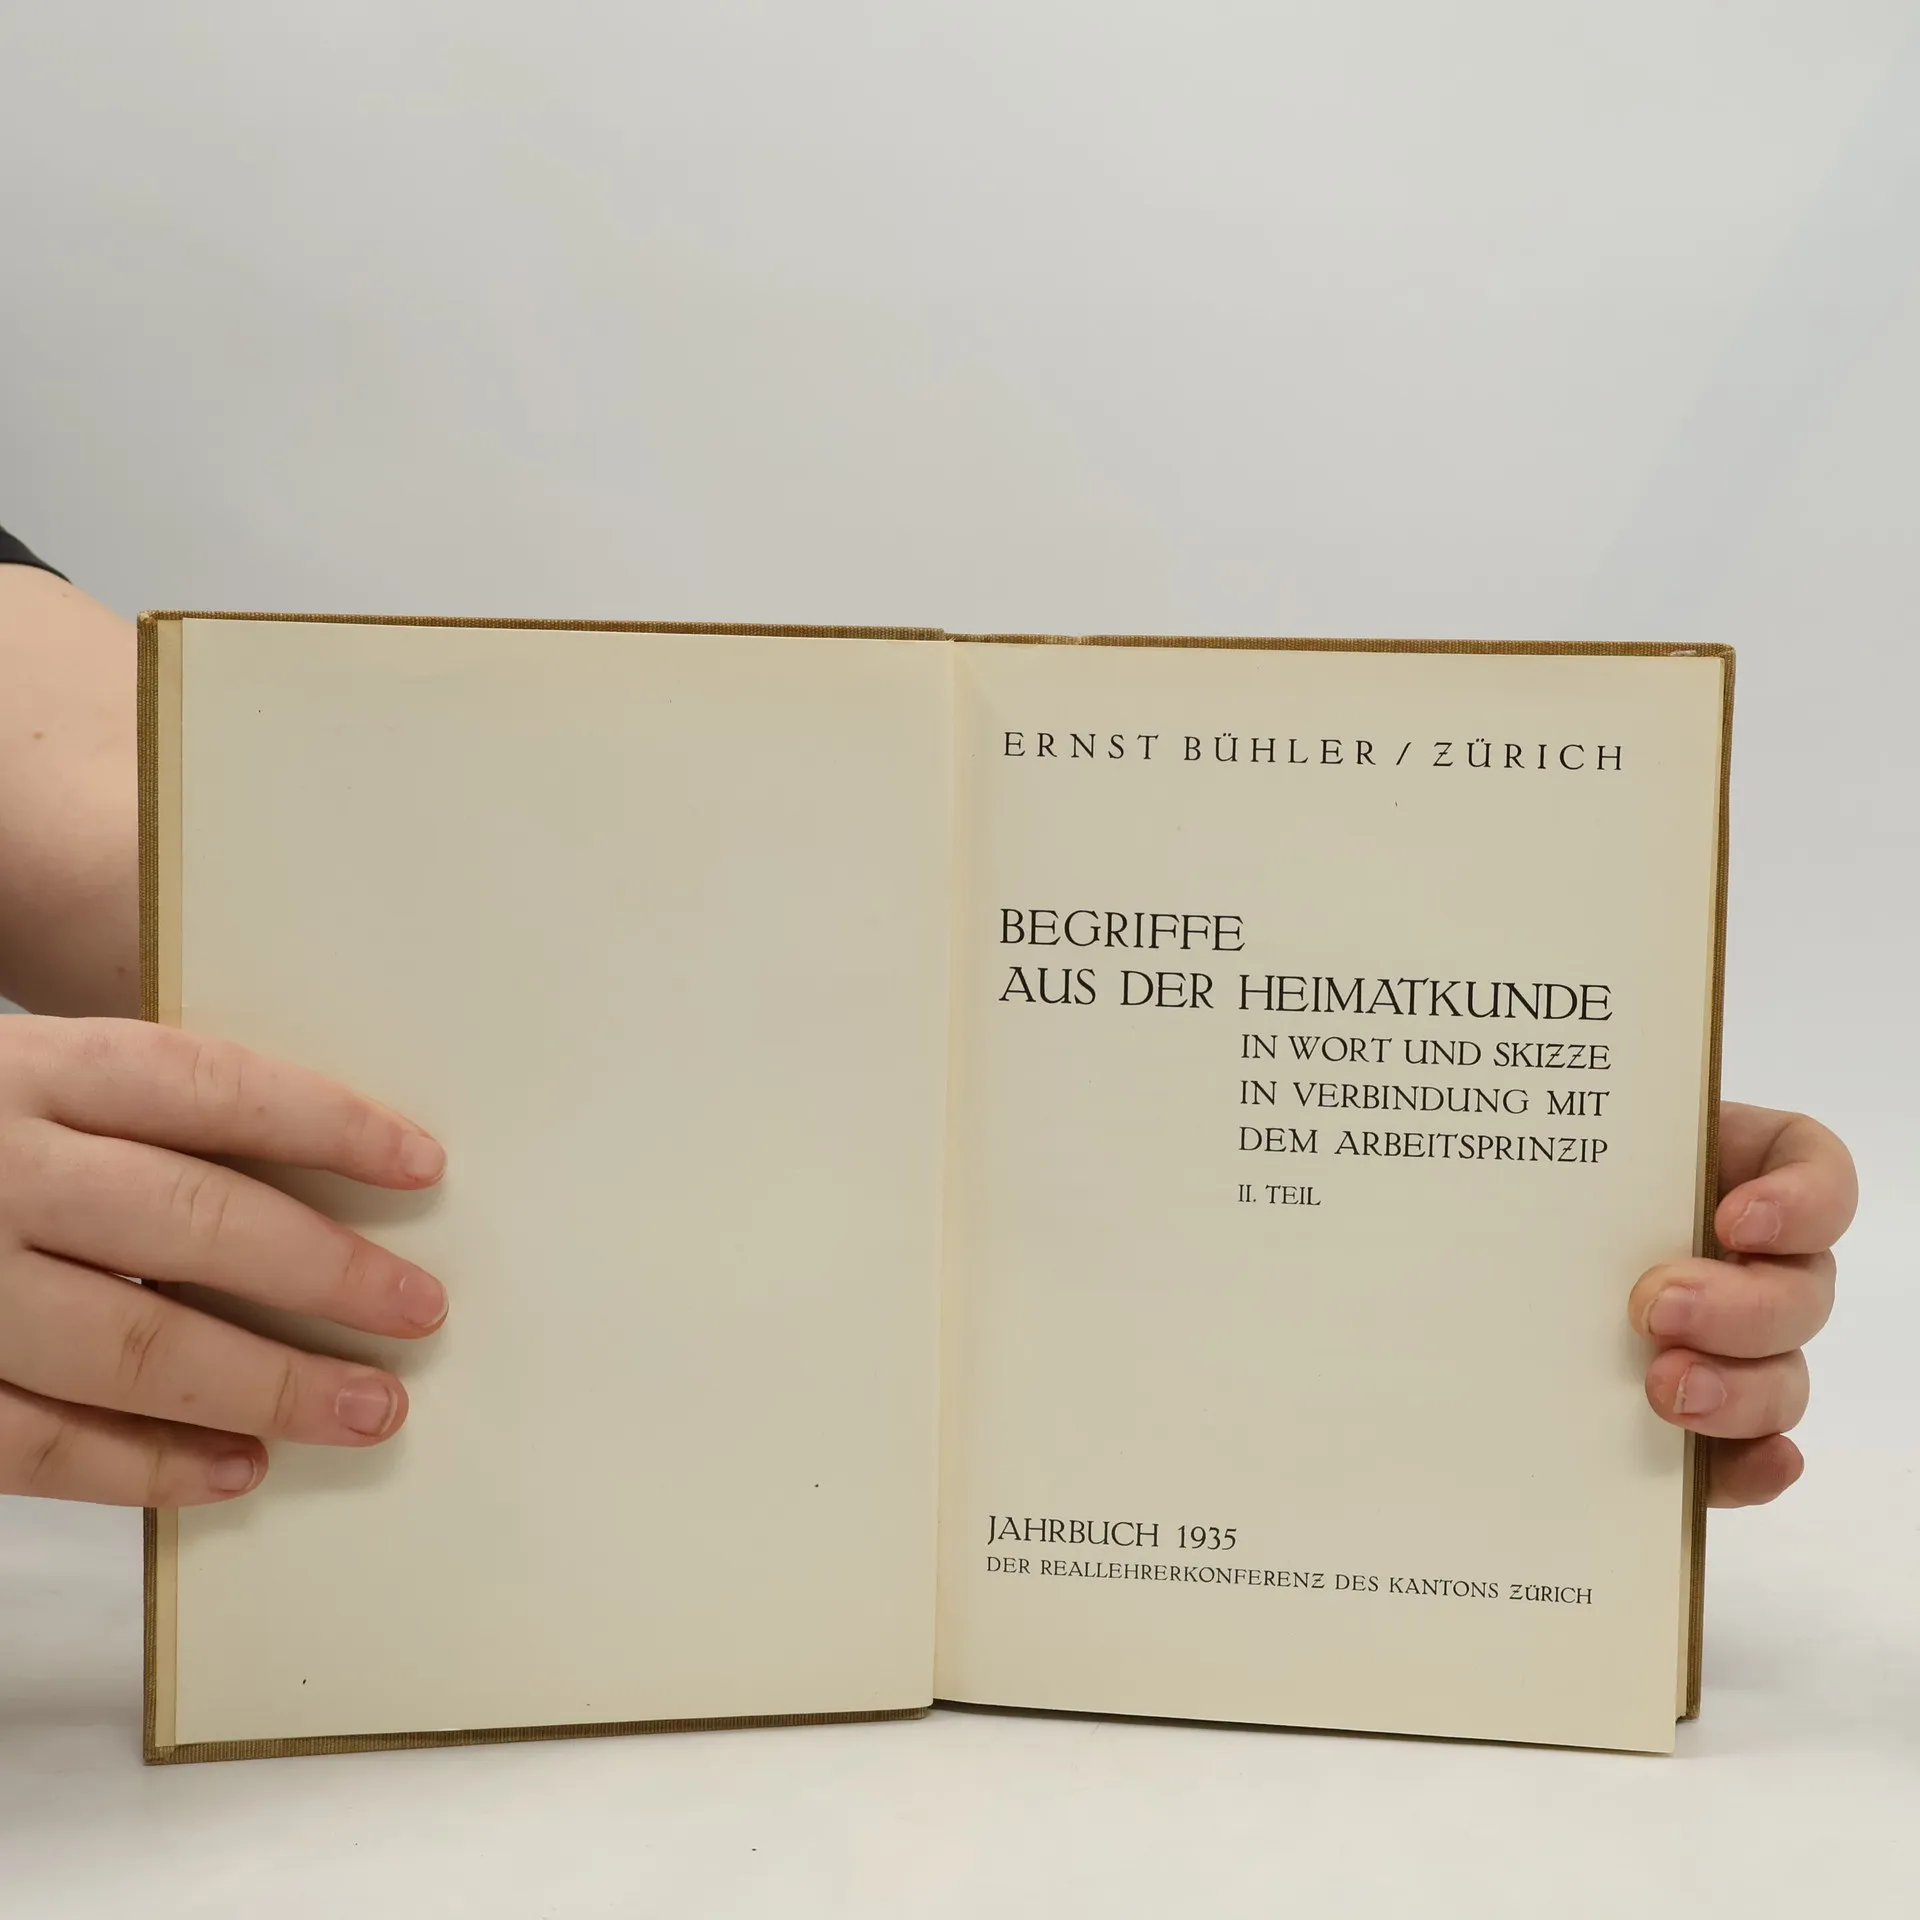 ERNST BÜHLER / ZÜRICH
BEGRIFFE
AUS DER HEIMATKUNDE
IN WORT UND SKIZZE
IN VERBINDUNG MIT
DEM ARBEITSPRINZIP
II. TEIL
JAHRBUCH 1935
DER REALLEHRERKONFERENZ DES KANTONS ZÜRICH